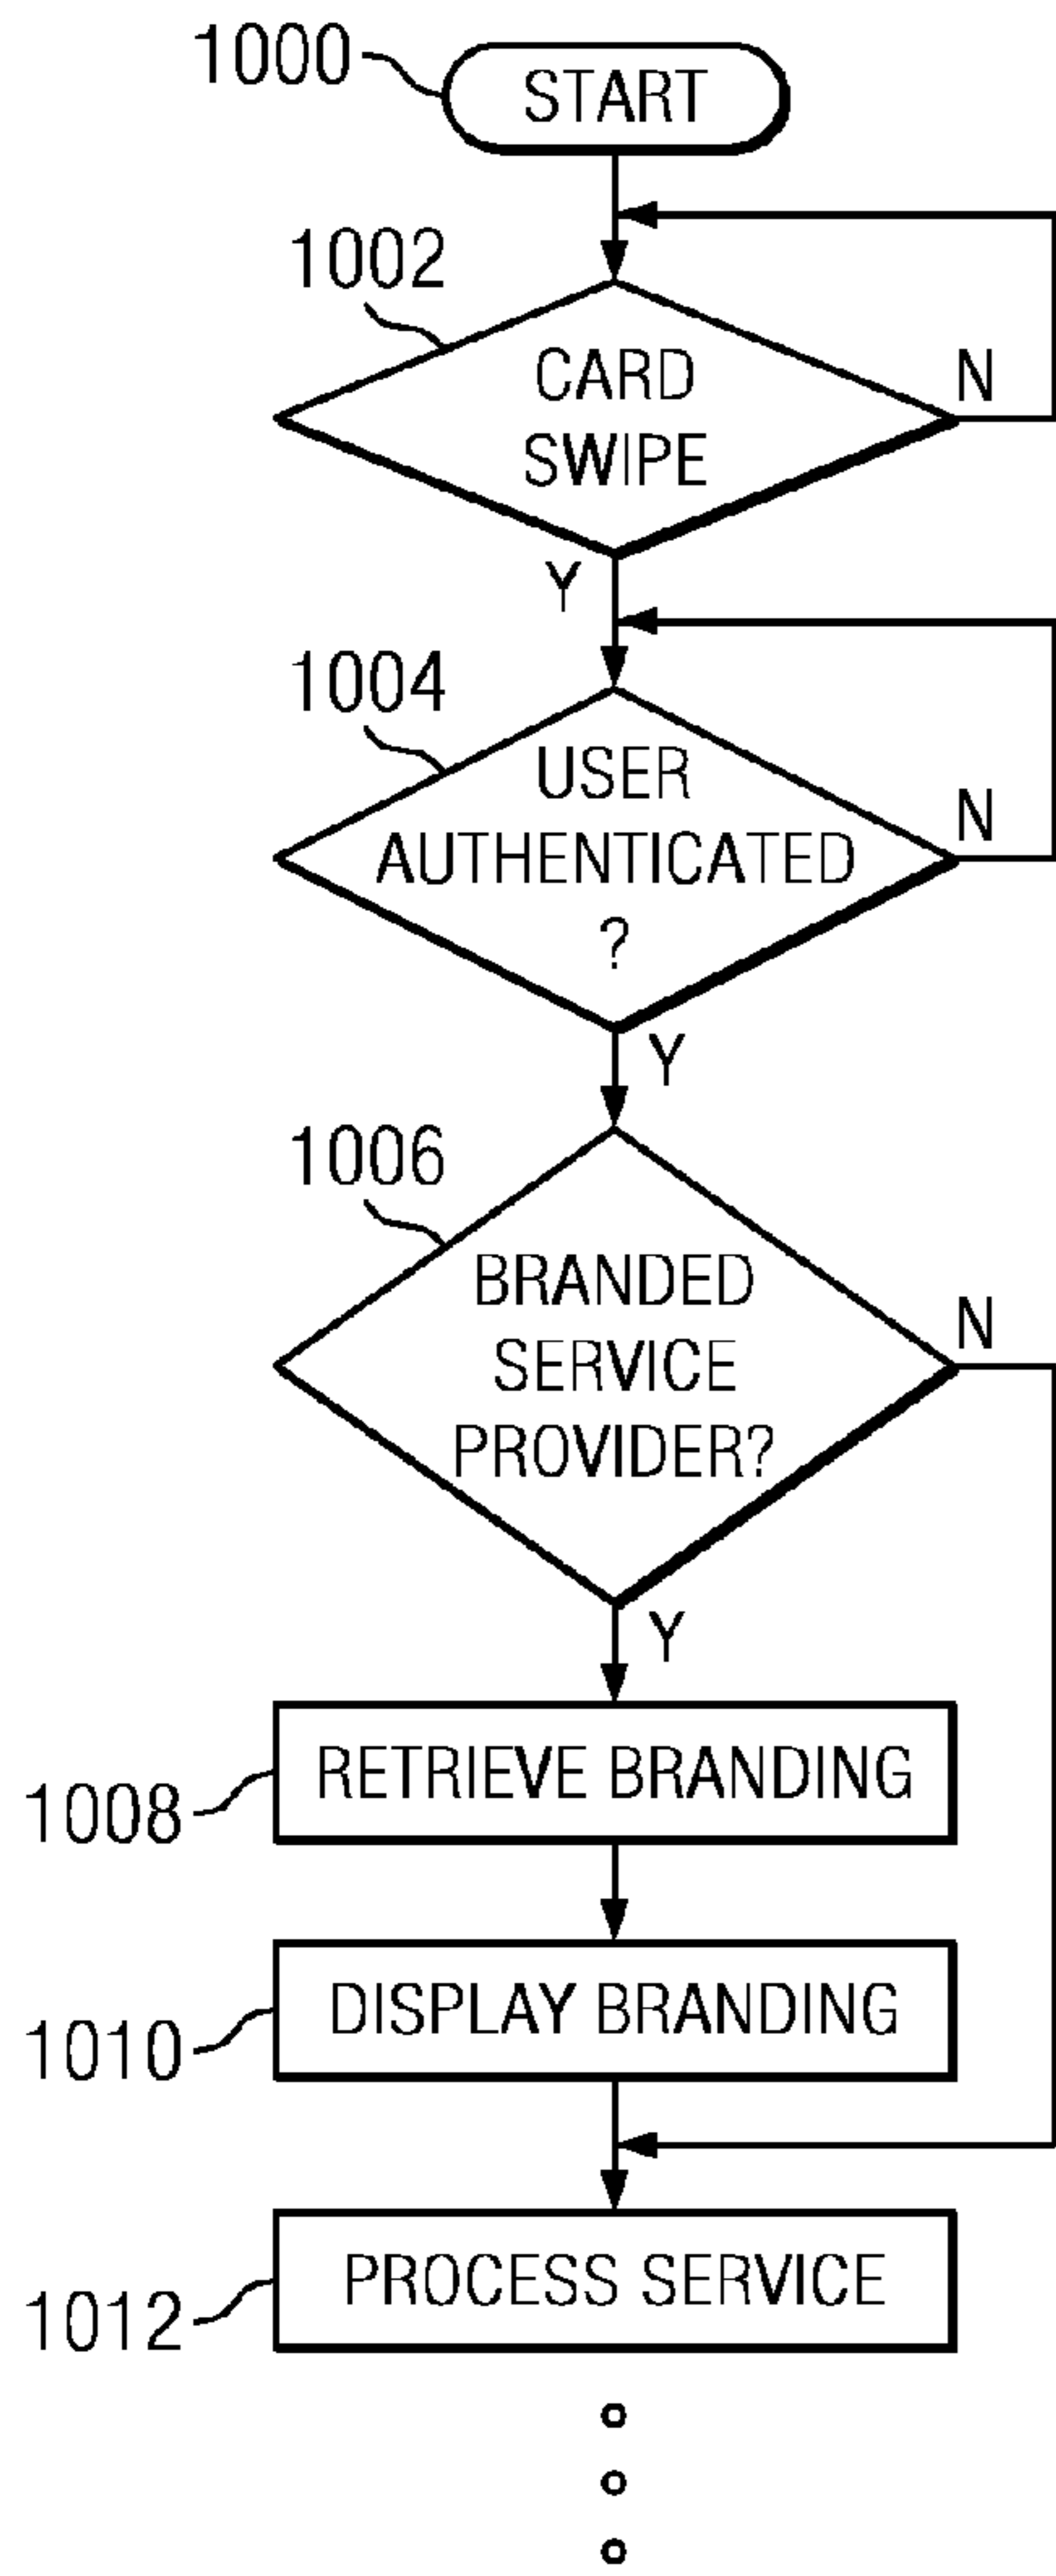 1000
START
1002
CARD
SWIPE
N
Y
1004
USER
AUTHENTICATED
?
N
Y
1006
BRANDED
SERVICE
PROVIDER?
N
Y
RETRIEVE BRANDING
1008
DISPLAY BRANDING
1010
PROCESS SERVICE
1012